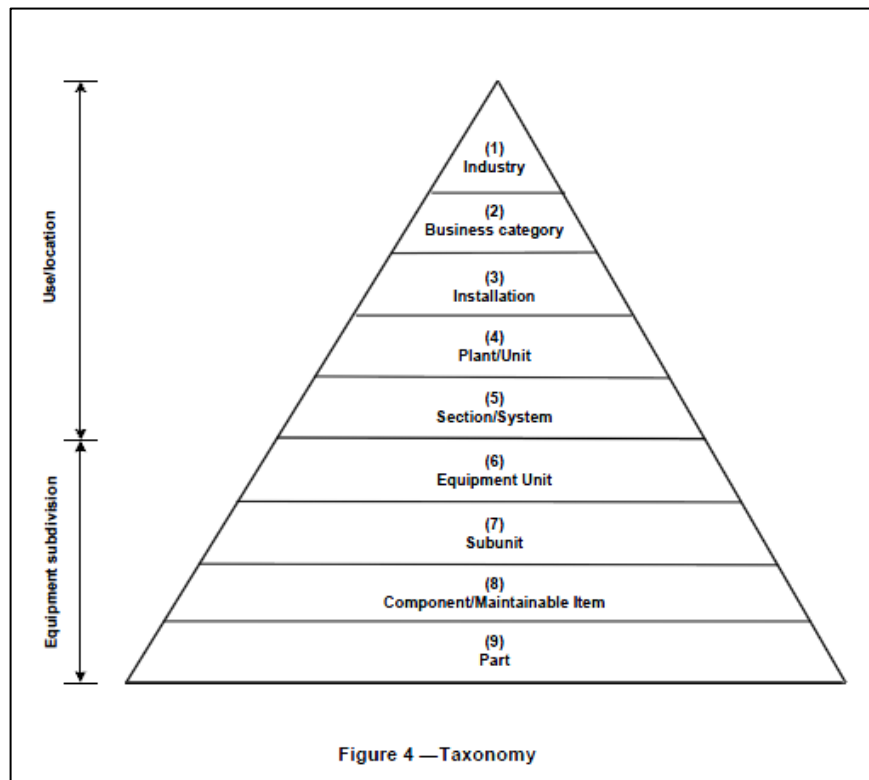 (1)
Industry
(2)
Business category
(3)
Installation
(4)
Plant/Unit
(5)
Section/System
(6)
Equipment Unit
(7)
Subunit
(8)
Component/Maintainable Item
(9)
Part
Use/location
Equipment subdivision
Figure 4 —Taxonomy